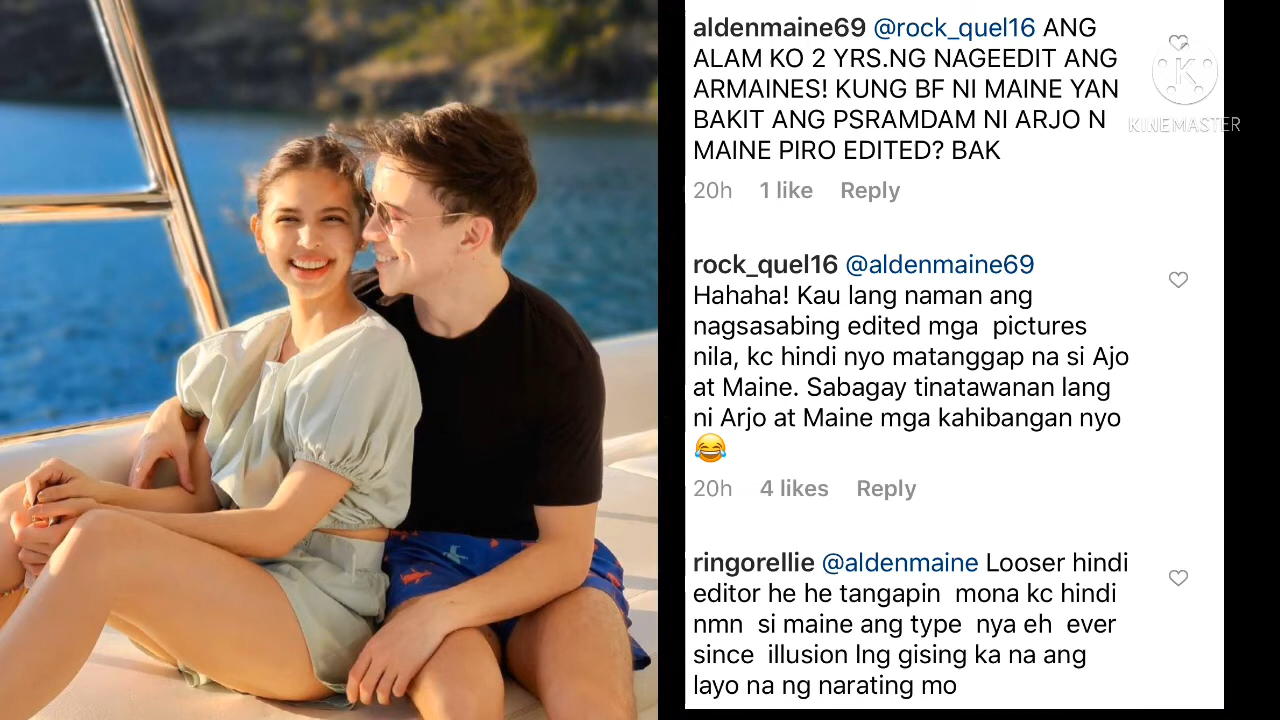 aldenmaine69 @rock_quel16 ANG
ALAM KO 2 YRS.NG NAGEEDIT ANG
ARMAINES! KUNG BF NI MAINE YAN
BAKIT ANG PSRAMDAM NI ARJO N
MAINE PIRO EDITED? BAK
20h 1 like Reply
K
KINEMASTER
rock_quel16 @aldenmaine69
Hahaha! Kau lang naman ang
nagsasabing edited mga pictures
nila, kc hindi nyo matanggap na si Ajo
at Maine. Sabagay tinatawanan lang
ni Arjo at Maine mga kahibangan nyo
😂
20h 4 likes Reply
ringorellie @aldenmaine Looser hindi
editor he he tangapin mona kc hindi
nmn si maine ang type nya eh ever
since illusion lng gising ka na ang
layo na ng narating mo